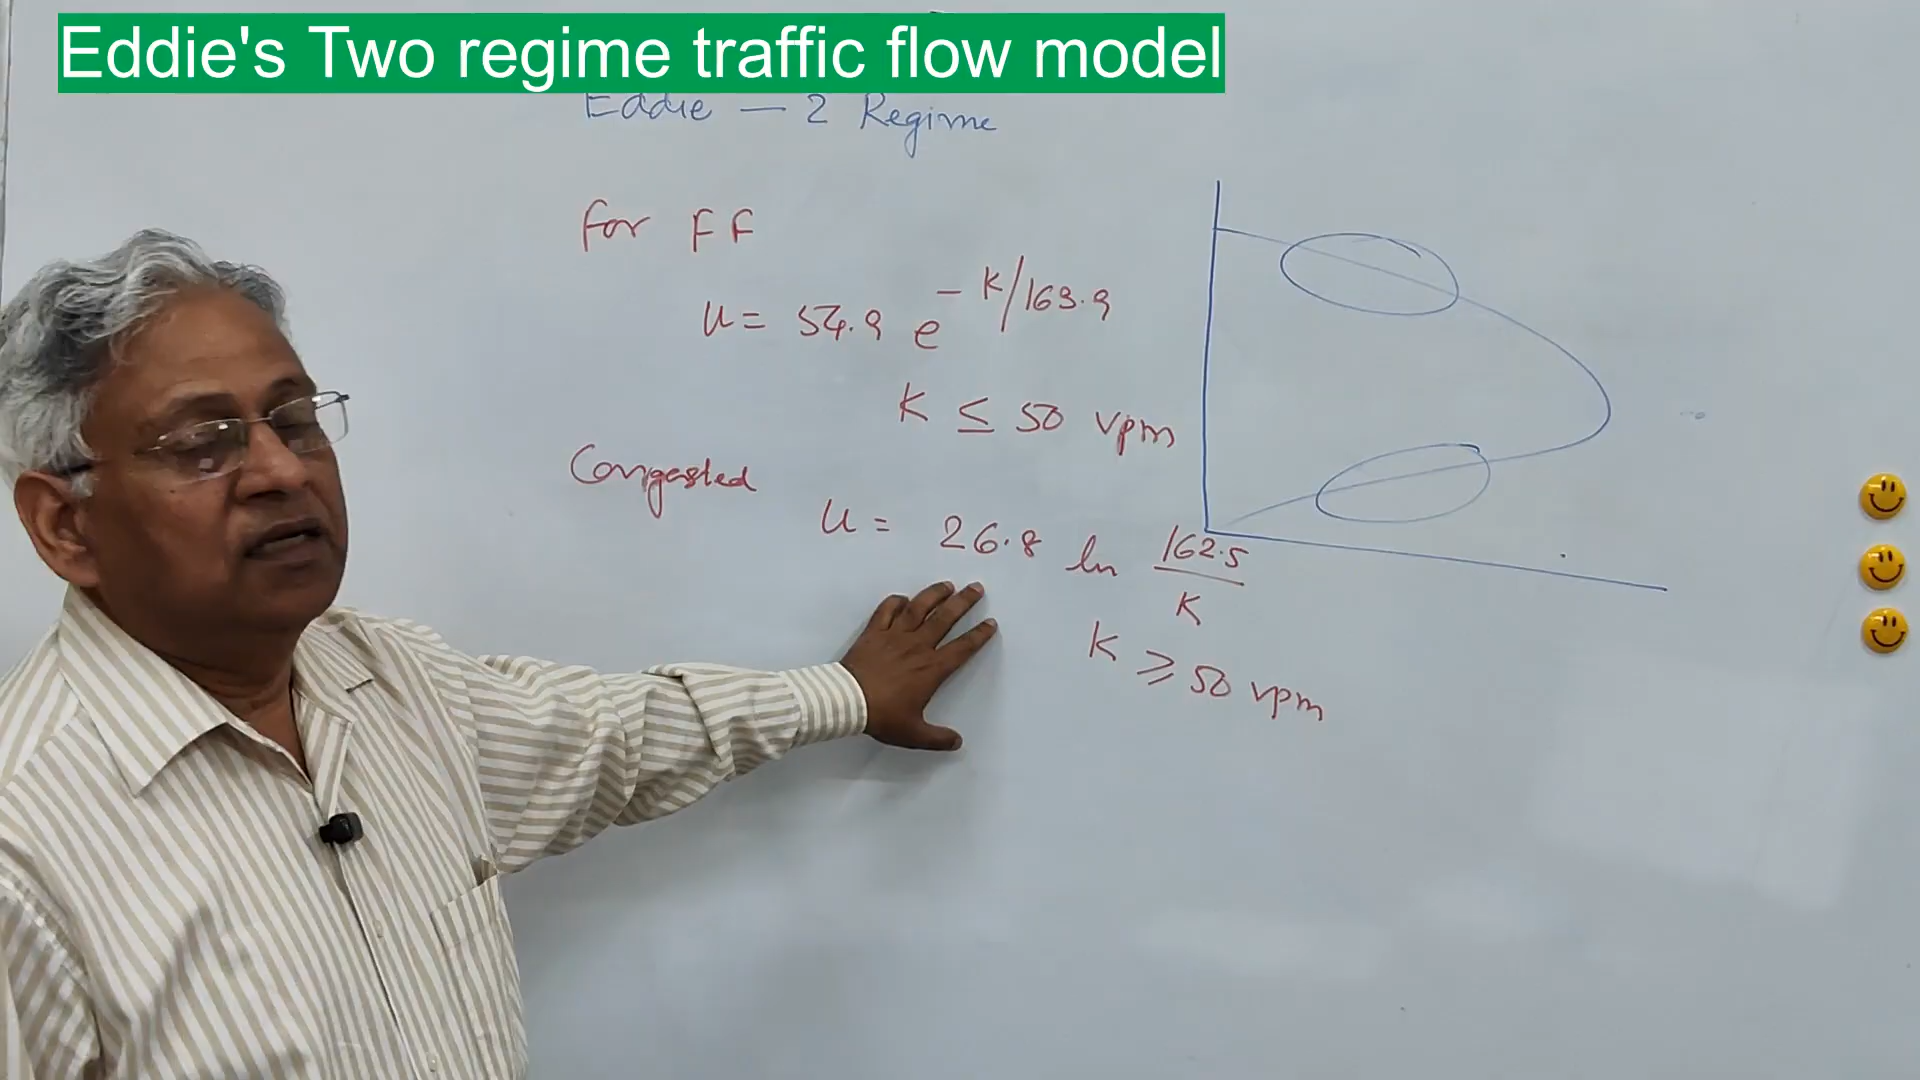 Eddie's Two regime traffic flow model
Eddie — 2 Regime
for FF
u = 54.9 e^{-K/163.9}
K ≤ 50 vpm
Congested
u = 26.8 ln 162.5/K
K ≥ 50 vpm